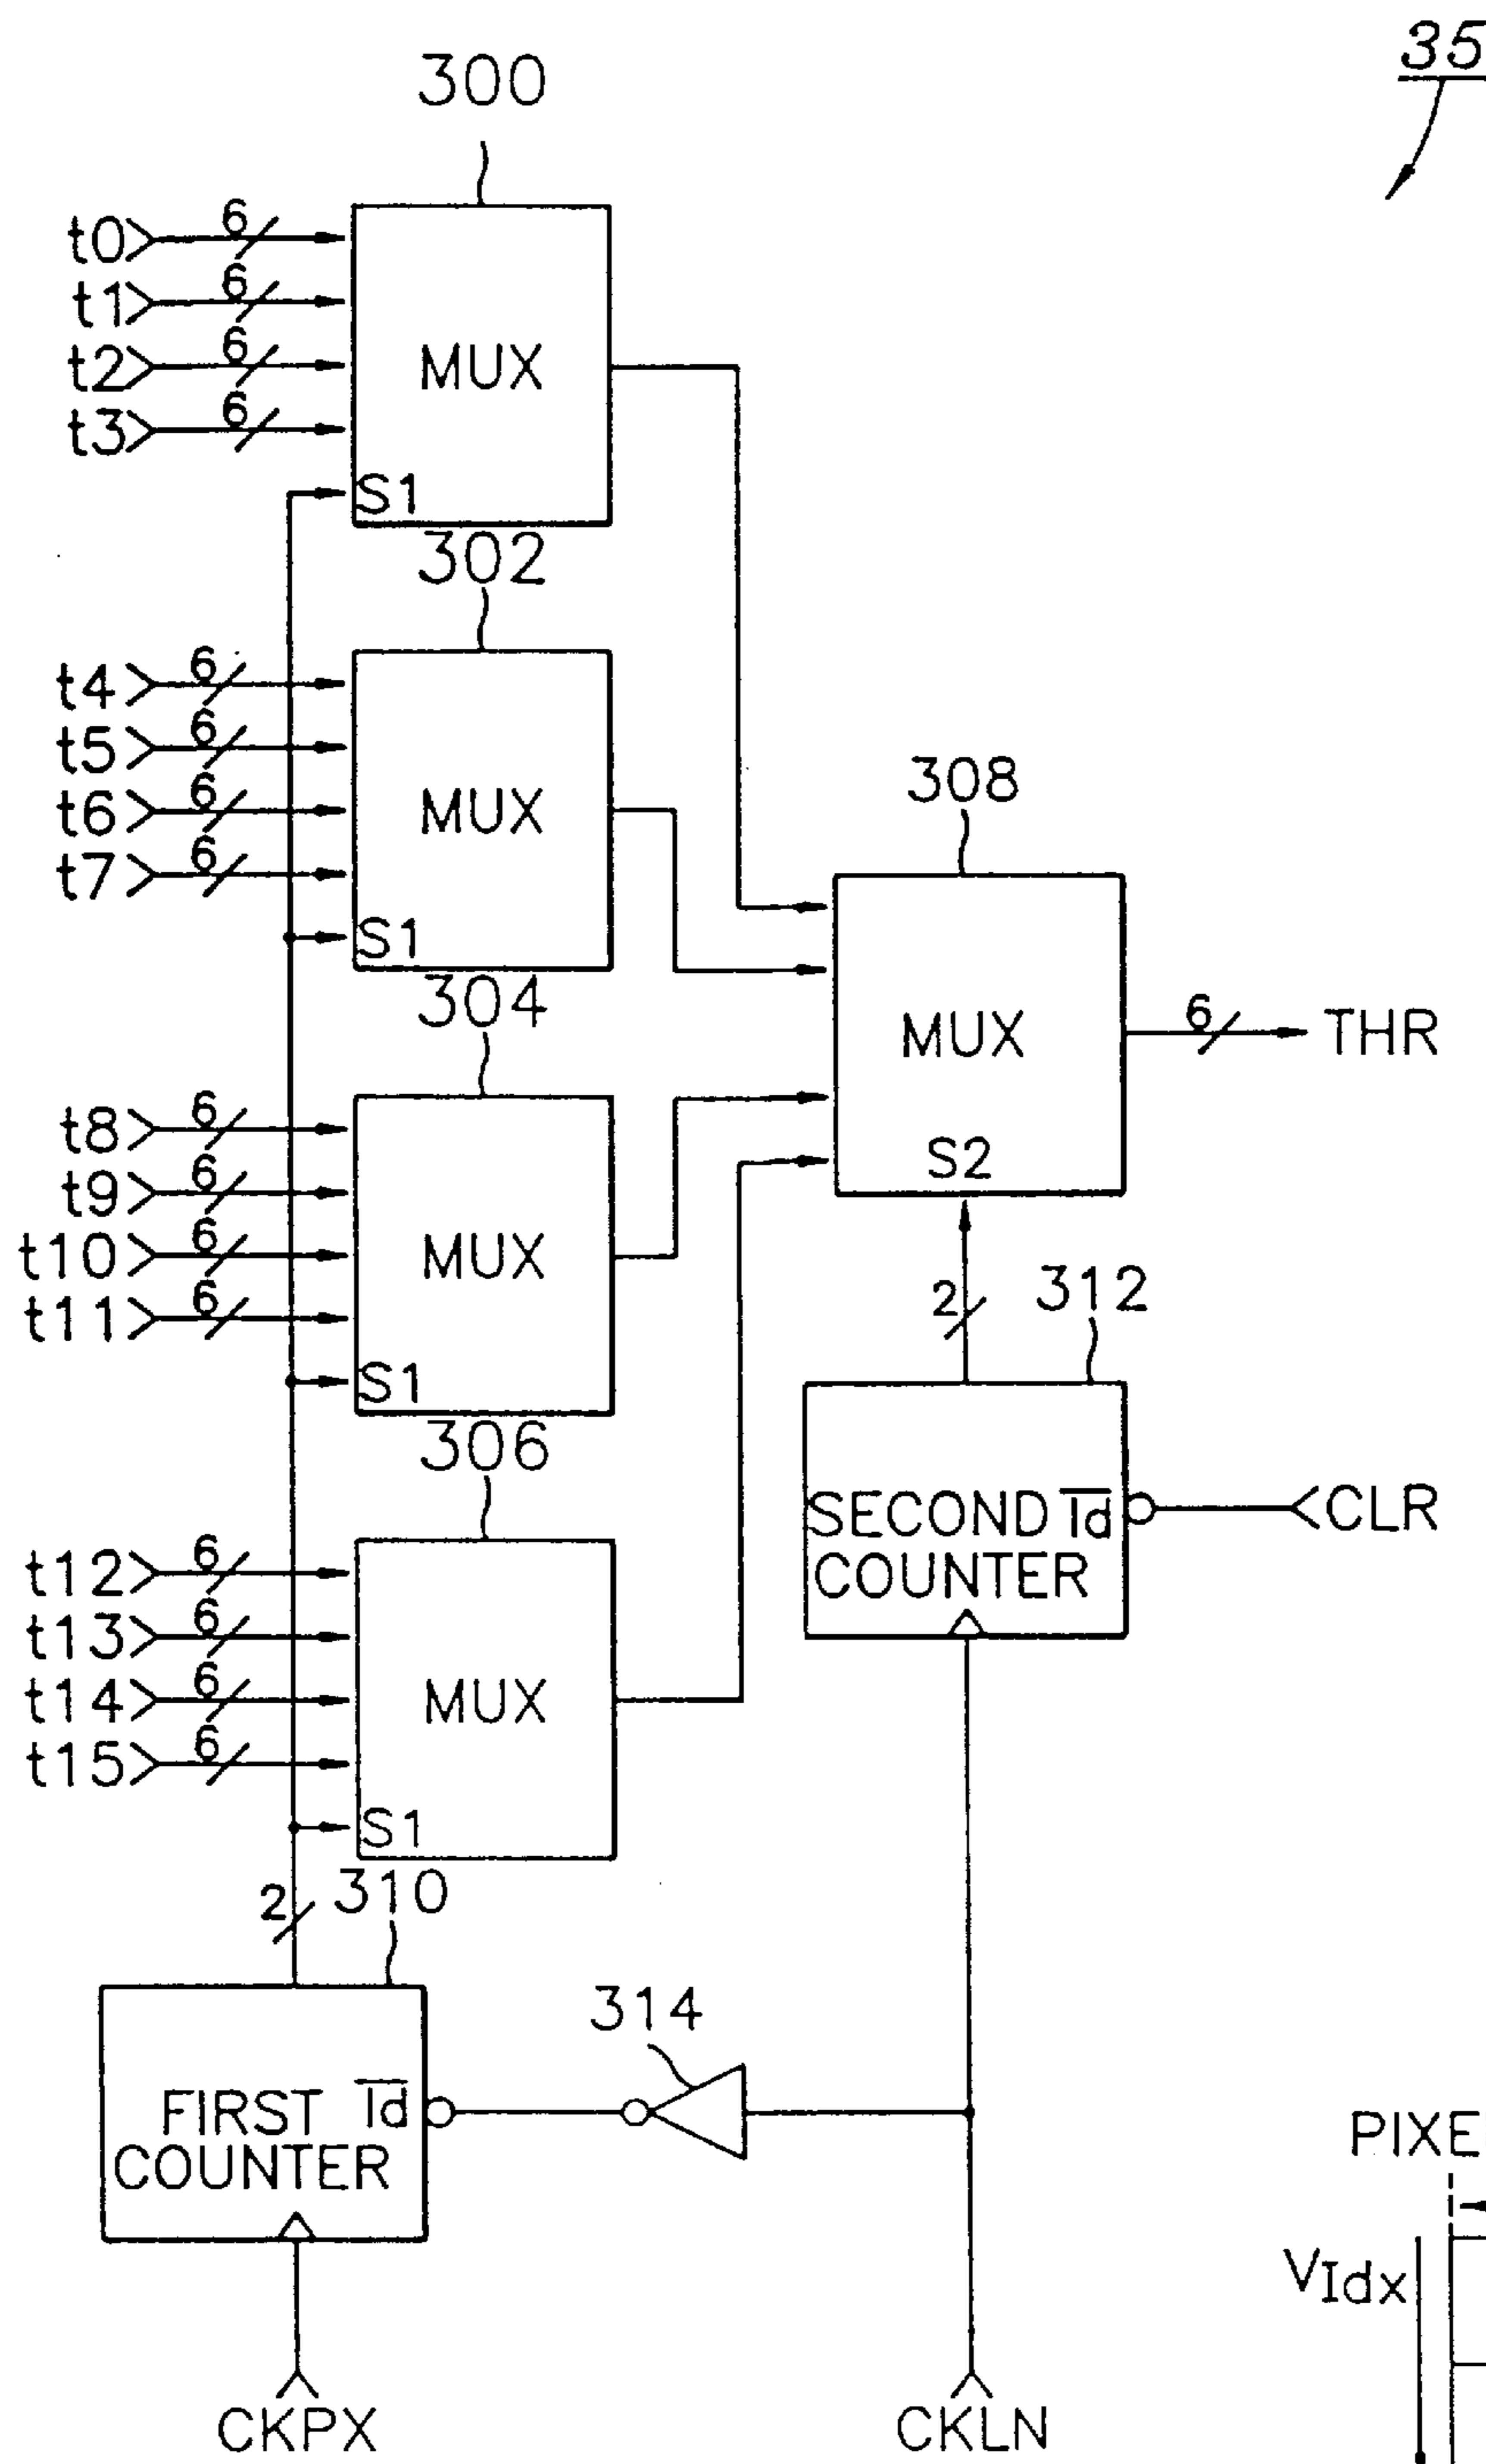 35
300
t0 6
t1 6
t2 6
t3 6
MUX
S1
302
t4 6
t5 6
t6 6
t7 6
MUX
S1
308
MUX
S2
6 THR
304
t8 6
t9 6
t10 6
t11 6
MUX
S1
2 312
SECOND COUNTER
l̅d̅
CLR
306
t12 6
t13 6
t14 6
t15 6
MUX
S1
2 310
FIRST COUNTER
l̅d̅
314
CKPX
CKLN
VIdx